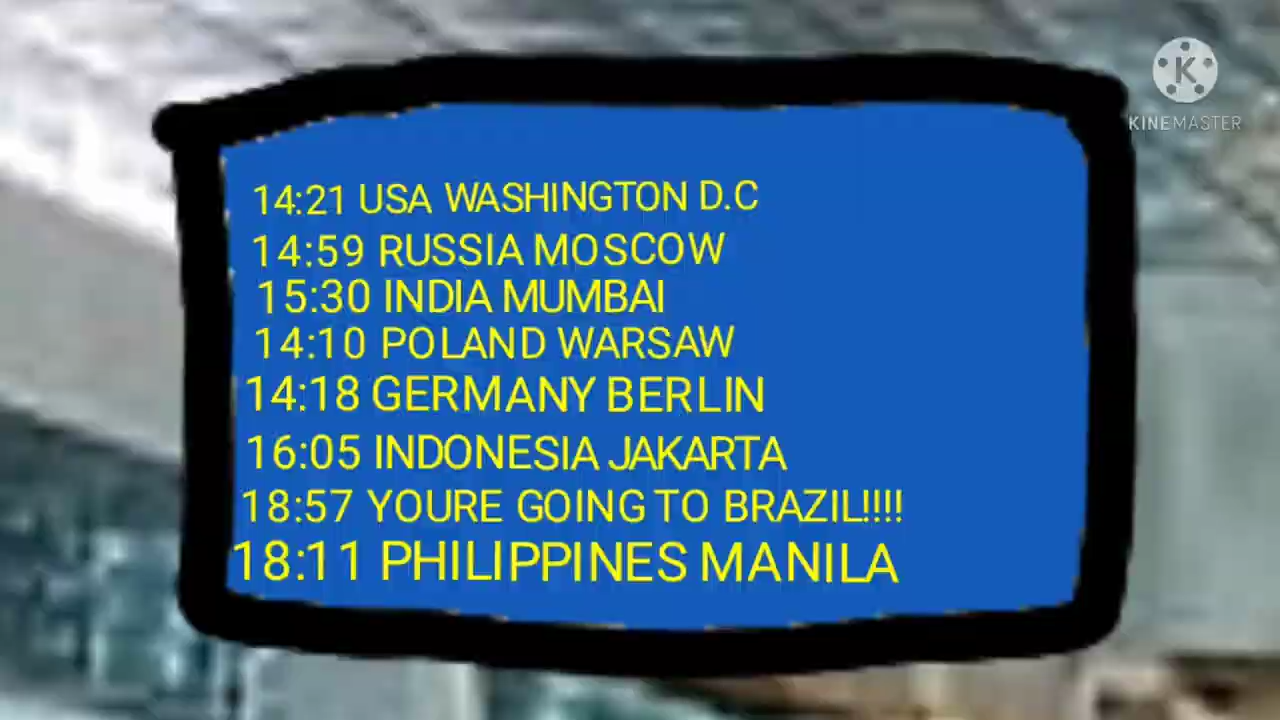 KINEMASTER
14:21 USA WASHINGTON D.C
14:59 RUSSIA MOSCOW
15:30 INDIA MUMBAI
14:10 POLAND WARSAW
14:18 GERMANY BERLIN
16:05 INDONESIA JAKARTA
18:57 YOURE GOING TO BRAZIL!!!!
18:11 PHILIPPINES MANILA